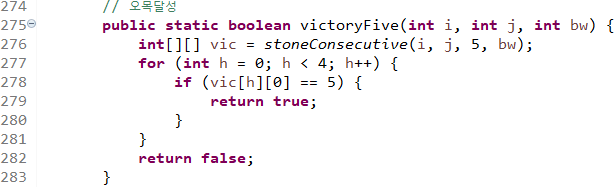 274 // 오목달성
275 public static boolean victoryFive(int i, int j, int bw) {
276 int[][] vic = stoneConsecutive(i, j, 5, bw);
277 for (int h = 0; h < 4; h++) {
278 if (vic[h][0] == 5) {
279 return true;
280 }
281 }
282 return false;
283 }